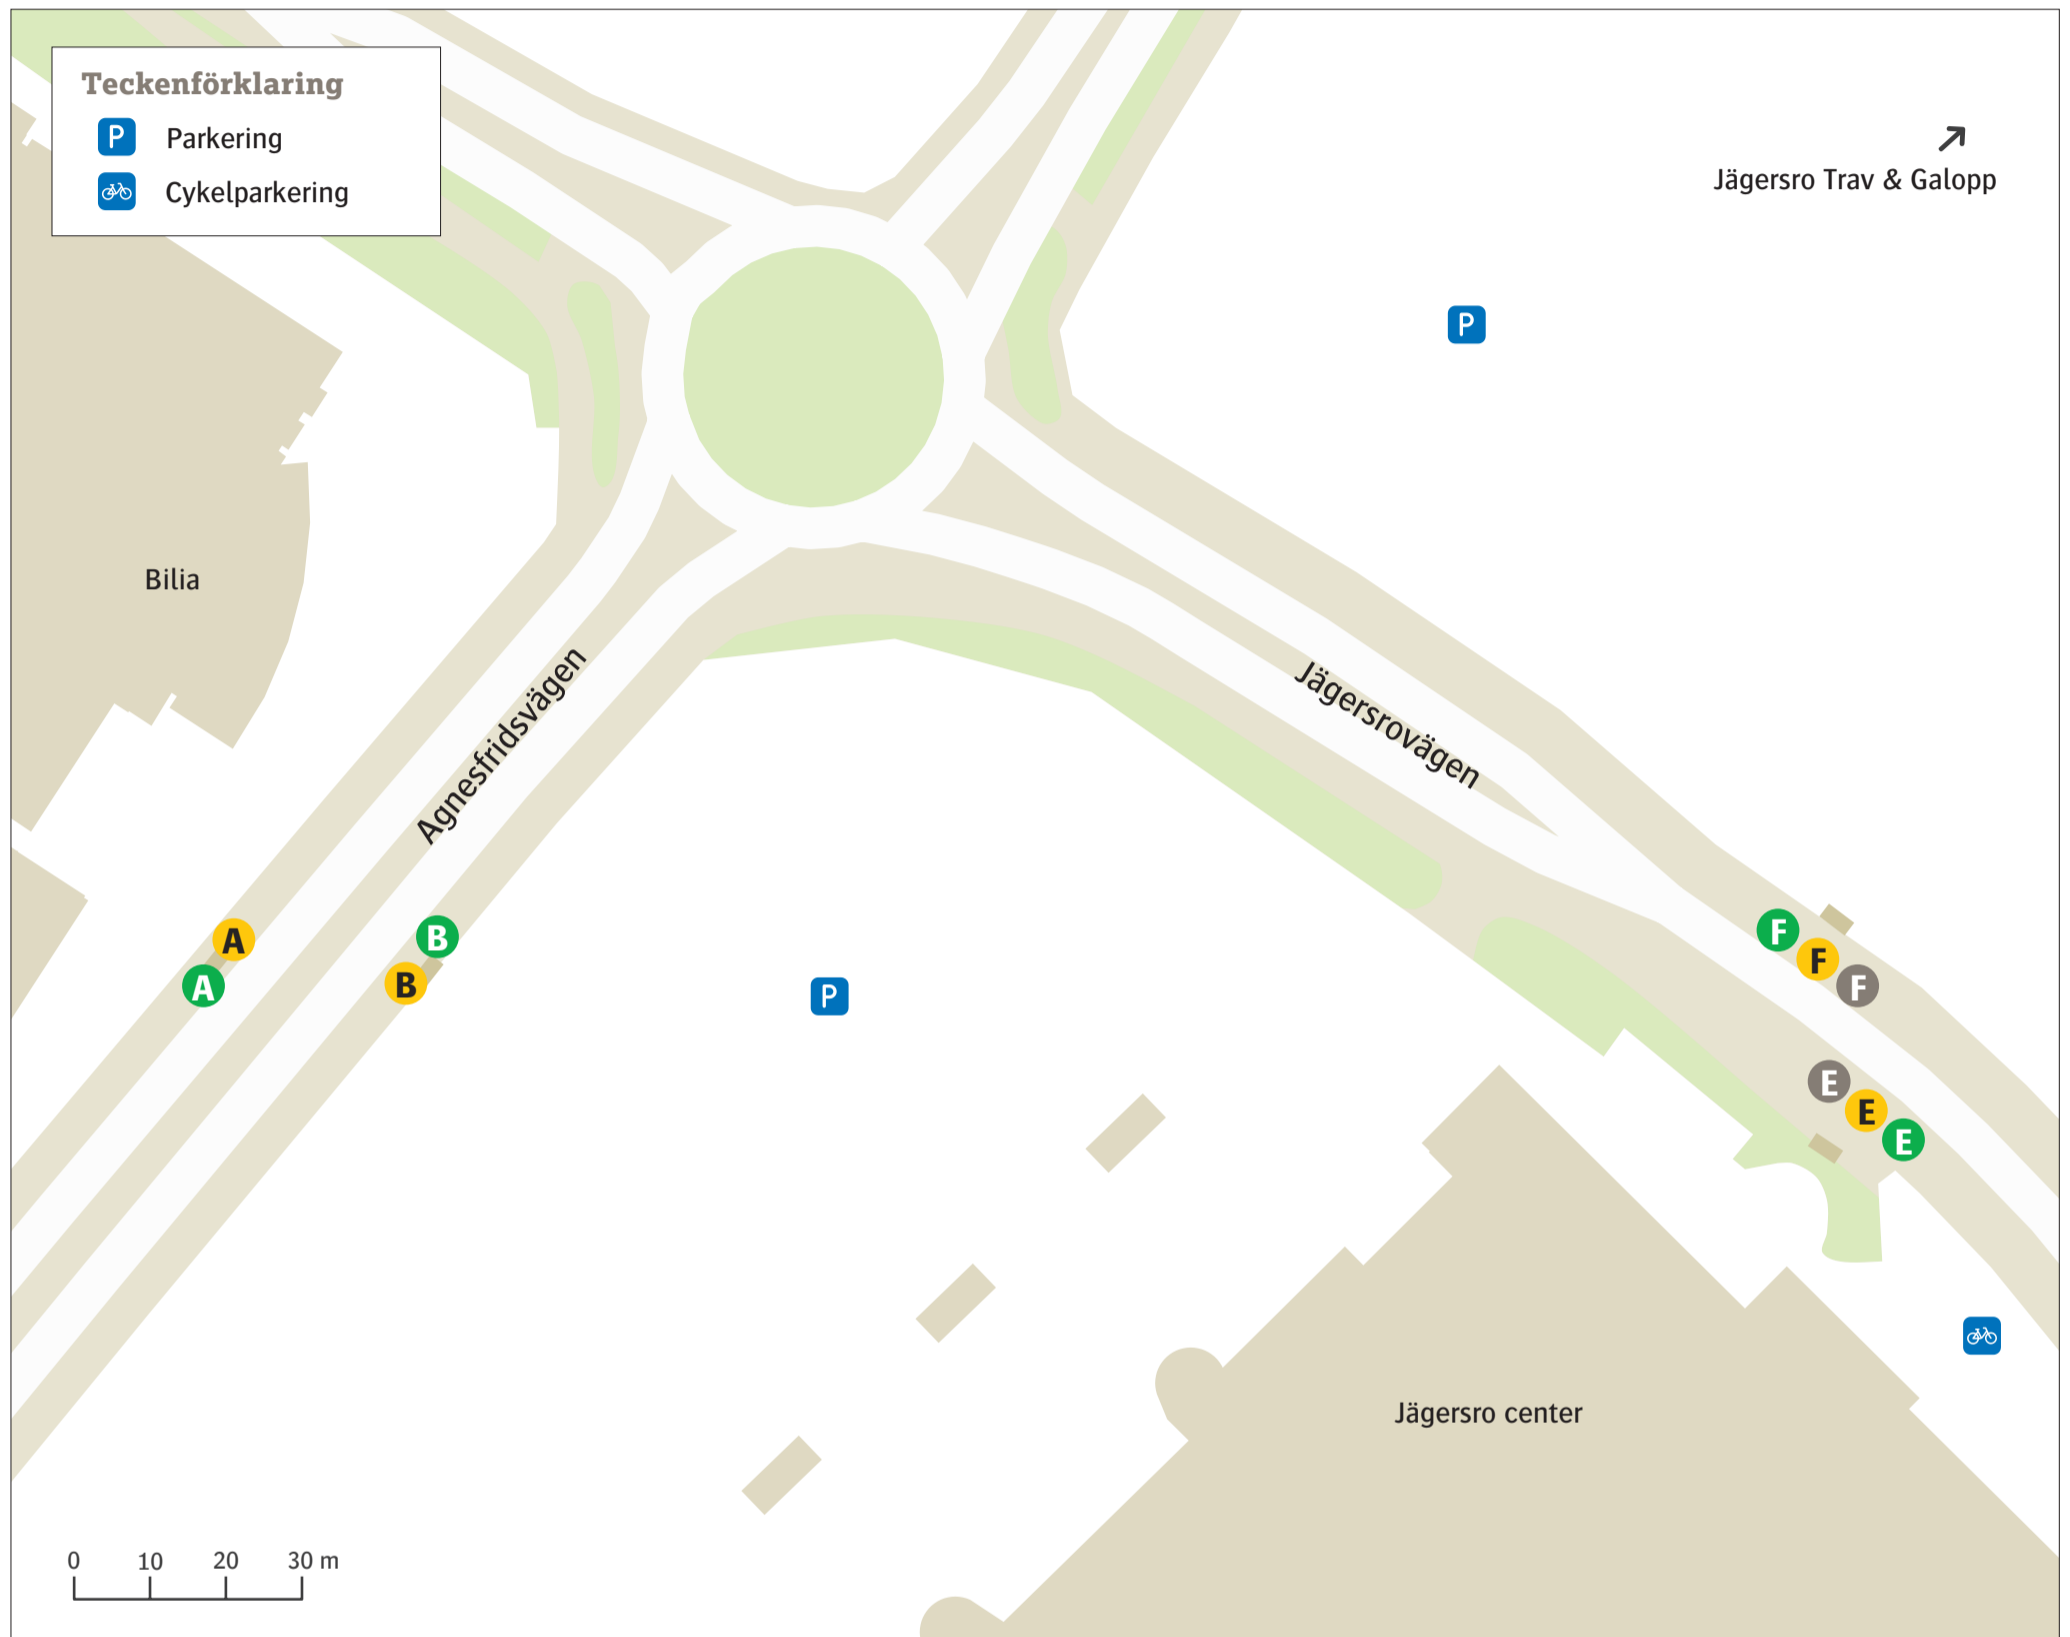 Teckenförklaring
P Parkering
Cykelparkering
Jägersro Trav & Galopp
P
Bilia
Agnesfridsvägen
Jägersrovägen
A
A
B
B
F
F
F
P
E
E
E
Jägersro center
0 10 20 30 m